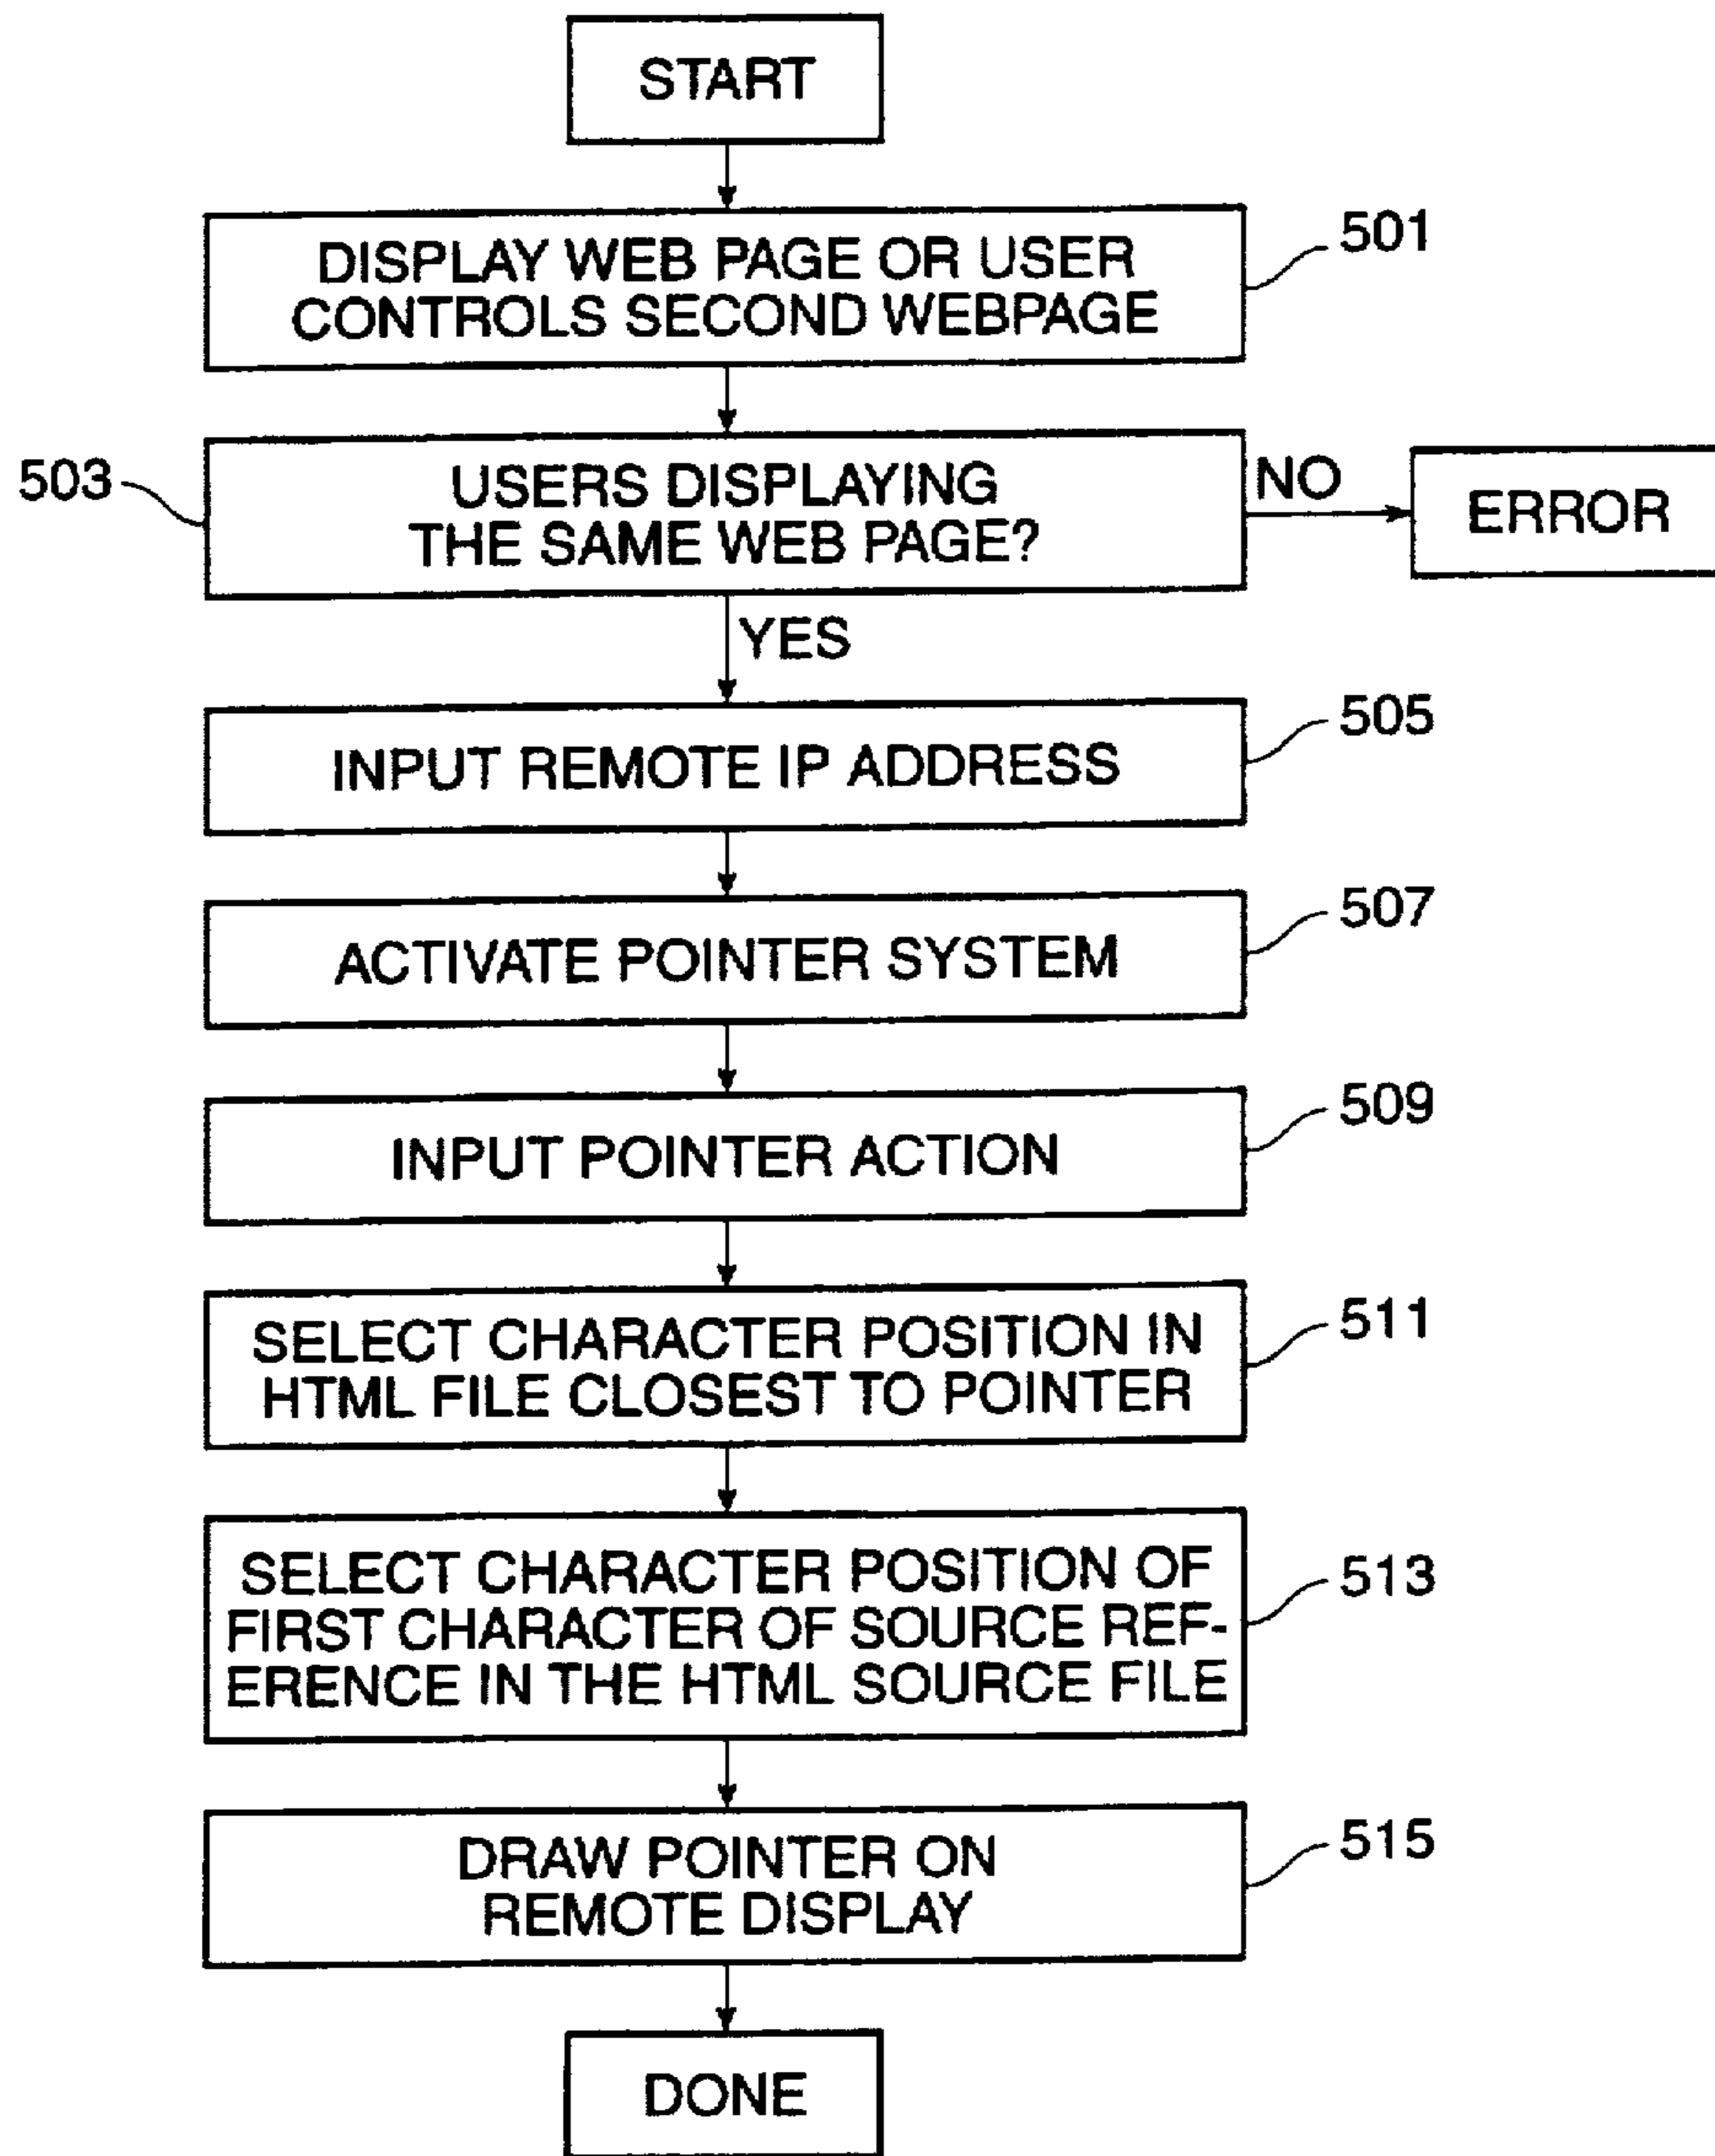 START
DISPLAY WEB PAGE OR USER
CONTROLS SECOND WEBPAGE
501
503
USERS DISPLAYING
THE SAME WEB PAGE?
NO
ERROR
YES
INPUT REMOTE IP ADDRESS
505
ACTIVATE POINTER SYSTEM
507
INPUT POINTER ACTION
509
SELECT CHARACTER POSITION IN
HTML FILE CLOSEST TO POINTER
511
SELECT CHARACTER POSITION OF
FIRST CHARACTER OF SOURCE REF-
ERENCE IN THE HTML SOURCE FILE
513
DRAW POINTER ON
REMOTE DISPLAY
515
DONE